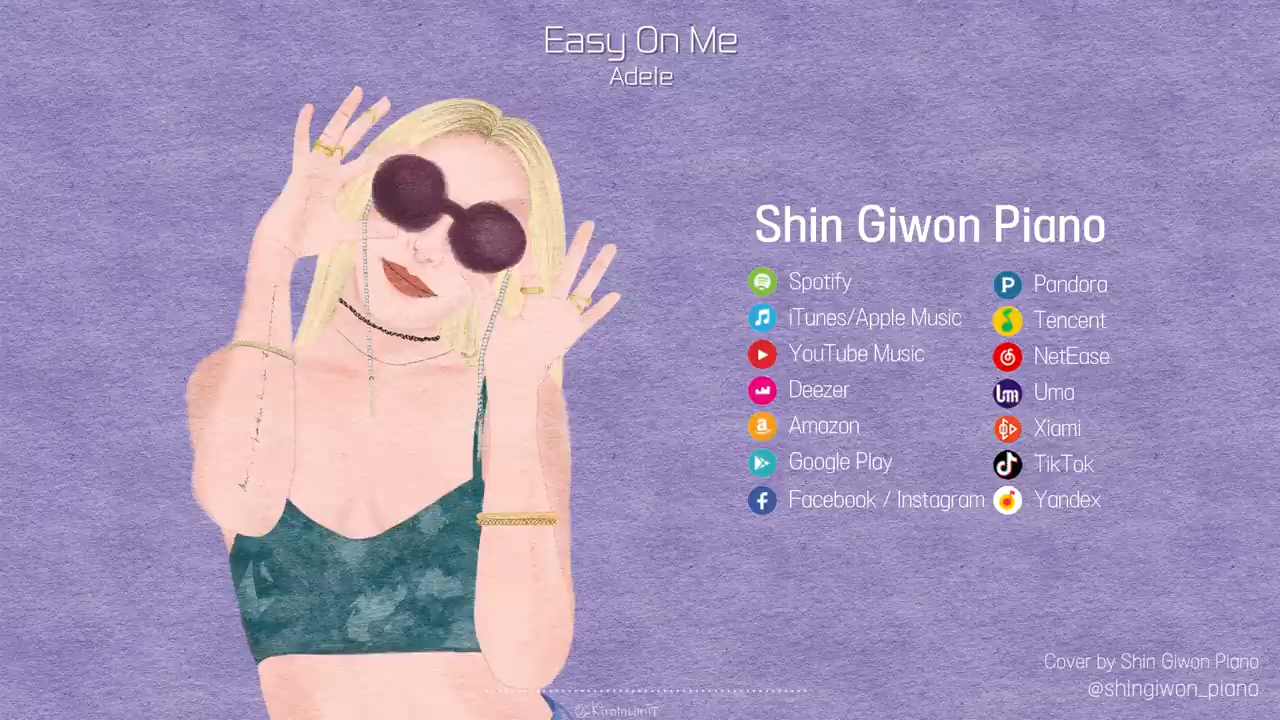 Easy On Me
Adele
Shin Giwon Piano
Spotify
iTunes/Apple Music
YouTube Music
Deezer
Amazon
Google Play
Facebook / Instagram
Pandora
Tencent
NetEase
Uma
Xiami
TikTok
Yandex
Cover by Shin Giwon Piano
@shingiwon_piano